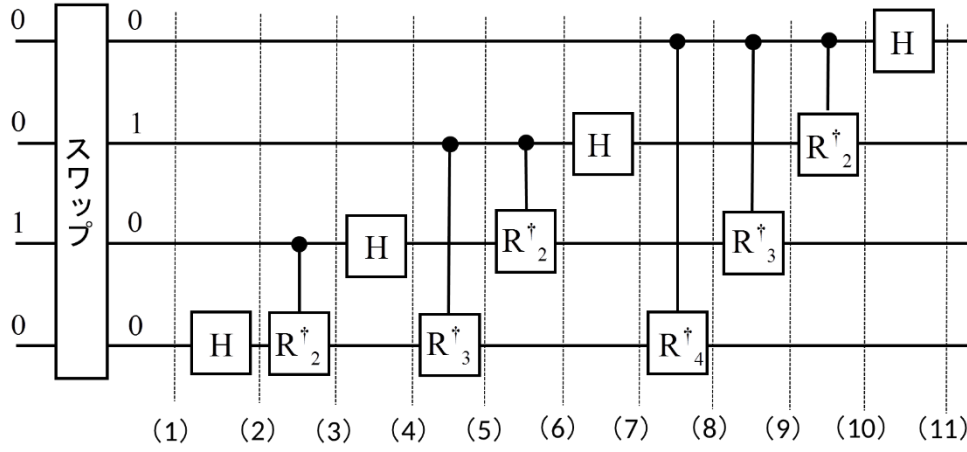 0 0 H
0 1 H R†2
スワップ
1 0 H R†2 R†3
0 0 H R†2 R†3 R†4
(1) (2) (3) (4) (5) (6) (7) (8) (9) (10) (11)